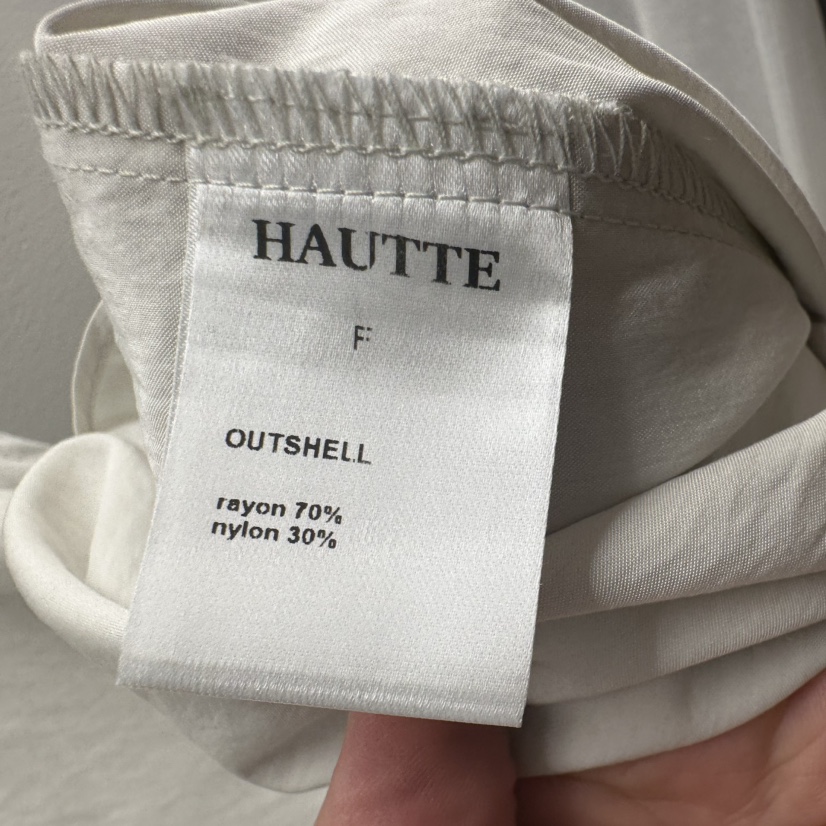 HAUTTE
F
OUTSHELL
rayon 70%
nylon 30%